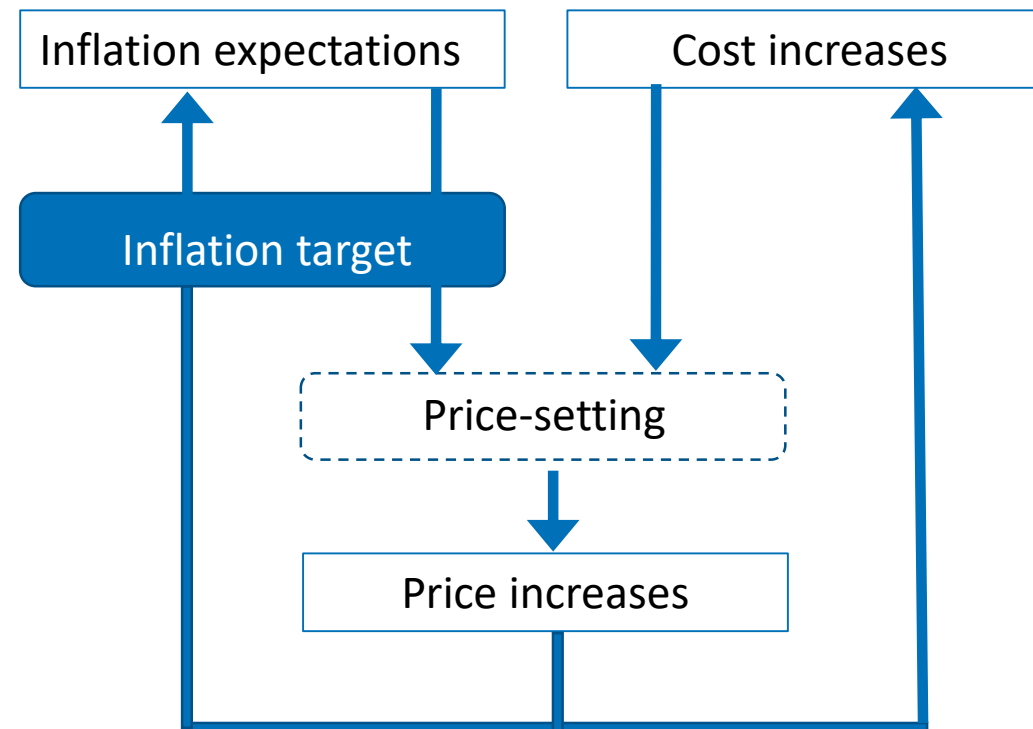 Inflation expectations
Cost increases
Inflation target
Price-setting
Price increases